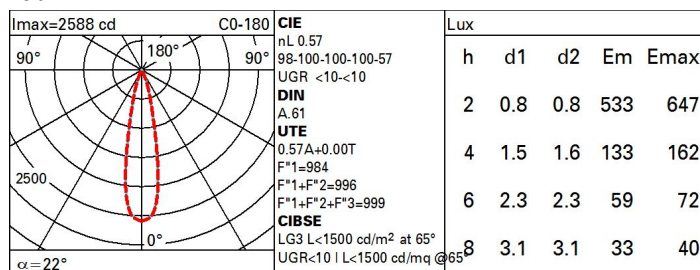 Imax=2588 cd C0-180
90° 180° 90°
2500
0°
α=22°
CIE
nL 0.57
98-100-100-100-57
UGR <10-<10
DIN
A.61
UTE
0.57A+0.00T
F"1=984
F"1+F"2=996
F"1+F"2+F"3=999
CIBSE
LG3 L<1500 cd/m² at 65°
UGR<10 | L<1500 cd/mq @65°
Lux
h d1 d2 Em Emax
2 0.8 0.8 533 647
4 1.5 1.6 133 162
6 2.3 2.3 59 72
8 3.1 3.1 33 40